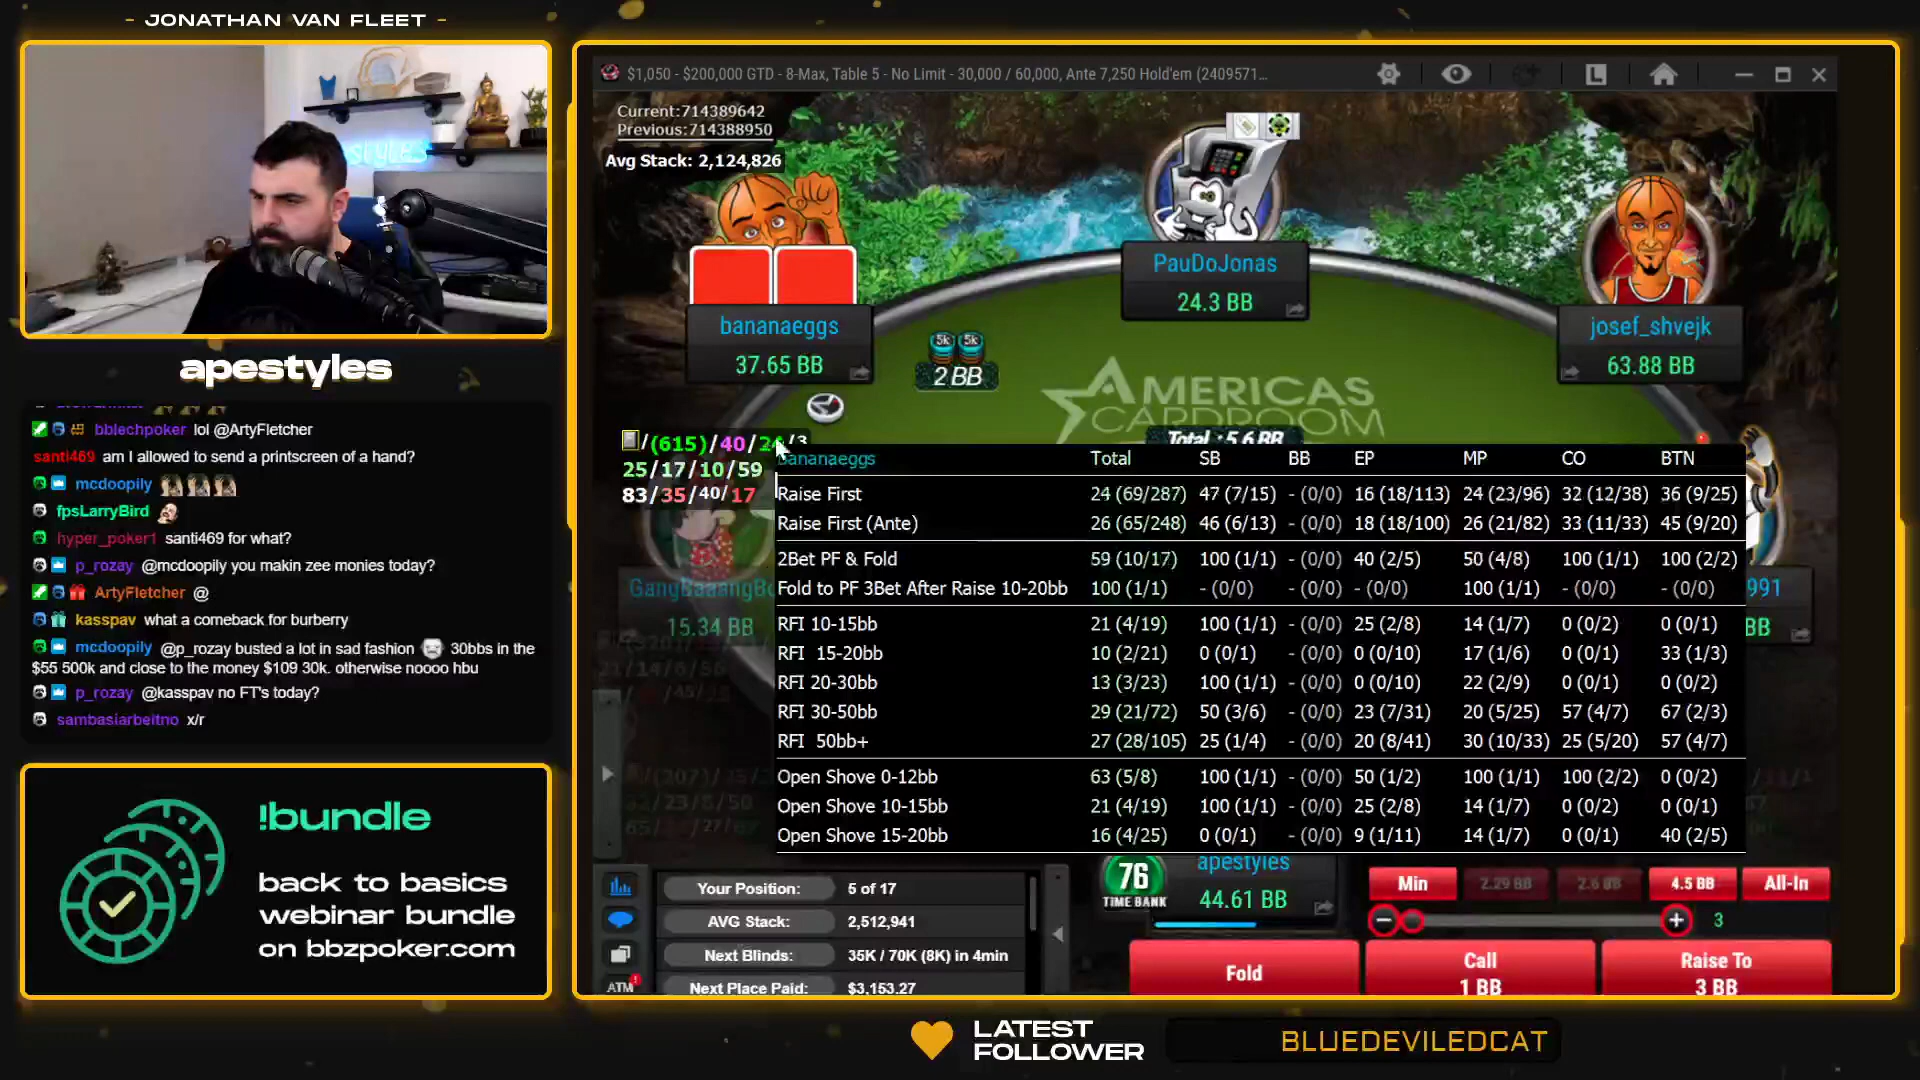 - JONATHAN VAN FLEET -
apestyles
bblechpoker lol @ArtyFletcher
santi469 am I allowed to send a printscreen of a hand?
mcdoopily
fpsLarryBird
hyper_poker1 santi469 for what?
p_rozay @mcdoopily you makin zee monies today?
ArtyFletcher @
kasspav what a comeback for burberry
mcdoopily @p_rozay busted a lot in sad fashion 30bbs in the
$55 500k and close to the money $109 30k. otherwise noooo hbu
p_rozay @kasspav no FT's today?
sambasiarbeitno x/r
!bundle
back to basics
webinar bundle
on bbzpoker.com
$1,050 - $200,000 GTD - 8-Max, Table 5 - No Limit - 30,000 / 60,000, Ante 7,250 Hold'em (2409571...
Current:714389642
Previous:714388950
Avg Stack: 2,124,826
bananaeggs
37.65 BB
PauDoJonas
24.3 BB
josef_shvejk
63.88 BB
5k 5k
2 BB
AMERICAS
CARDROOM
Total : 5.6 BB
/(615)/40/24/3
25/17/10/59
83/35/40/17
GangBaaangBo
15.34 BB
991
BB
Bananaeggs Total SB BB EP MP CO BTN
Raise First 24 (69/287) 47 (7/15) - (0/0) 16 (18/113) 24 (23/96) 32 (12/38) 36 (9/25)
Raise First (Ante) 26 (65/248) 46 (6/13) - (0/0) 18 (18/100) 26 (21/82) 33 (11/33) 45 (9/20)
2Bet PF & Fold 59 (10/17) 100 (1/1) - (0/0) 40 (2/5) 50 (4/8) 100 (1/1) 100 (2/2)
Fold to PF 3Bet After Raise 10-20bb 100 (1/1) - (0/0) - (0/0) - (0/0) 100 (1/1) - (0/0) - (0/0)
RFI 10-15bb 21 (4/19) 100 (1/1) - (0/0) 25 (2/8) 14 (1/7) 0 (0/2) 0 (0/1)
RFI 15-20bb 10 (2/21) 0 (0/1) - (0/0) 0 (0/10) 17 (1/6) 0 (0/1) 33 (1/3)
RFI 20-30bb 13 (3/23) 100 (1/1) - (0/0) 0 (0/10) 22 (2/9) 0 (0/1) 0 (0/2)
RFI 30-50bb 29 (21/72) 50 (3/6) - (0/0) 23 (7/31) 20 (5/25) 57 (4/7) 67 (2/3)
RFI 50bb+ 27 (28/105) 25 (1/4) - (0/0) 20 (8/41) 30 (10/33) 25 (5/20) 57 (4/7)
Open Shove 0-12bb 63 (5/8) 100 (1/1) - (0/0) 50 (1/2) 100 (1/1) 100 (2/2) 0 (0/2)
Open Shove 10-15bb 21 (4/19) 100 (1/1) - (0/0) 25 (2/8) 14 (1/7) 0 (0/2) 0 (0/1)
Open Shove 15-20bb 16 (4/25) 0 (0/1) - (0/0) 9 (1/11) 14 (1/7) 0 (0/1) 40 (2/5)
Your Position: 5 of 17
AVG Stack: 2,512,941
Next Blinds: 35K / 70K (8K) in 4min
Next Place Paid: $3,153.27
ATM
76
TIME BANK
apestyles
44.61 BB
Min 2.29 BB 2.6 BB 4.5 BB All-In
3
Fold
Call
1 BB
Raise To
3 BB
LATEST
FOLLOWER
BLUEDEVILEDCAT